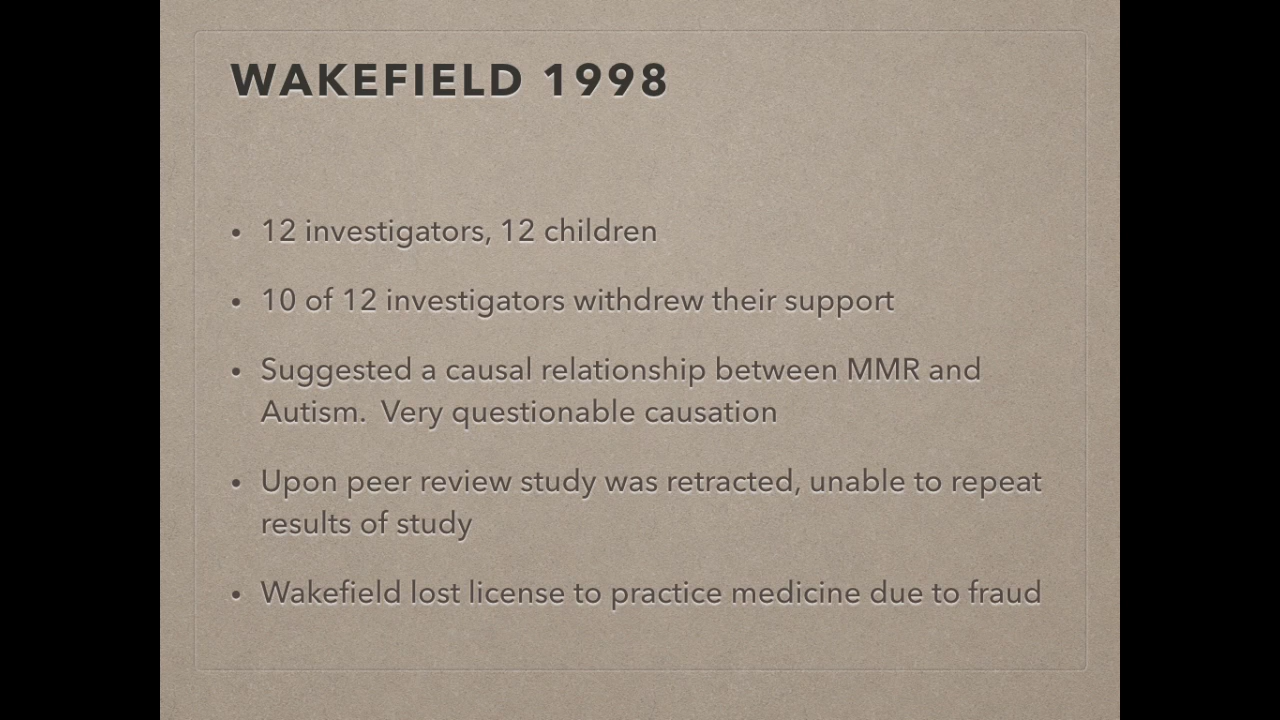 WAKEFIELD 1998
• 12 investigators, 12 children
• 10 of 12 investigators withdrew their support
• Suggested a causal relationship between MMR and
Autism.  Very questionable causation
• Upon peer review study was retracted, unable to repeat
results of study
• Wakefield lost license to practice medicine due to fraud